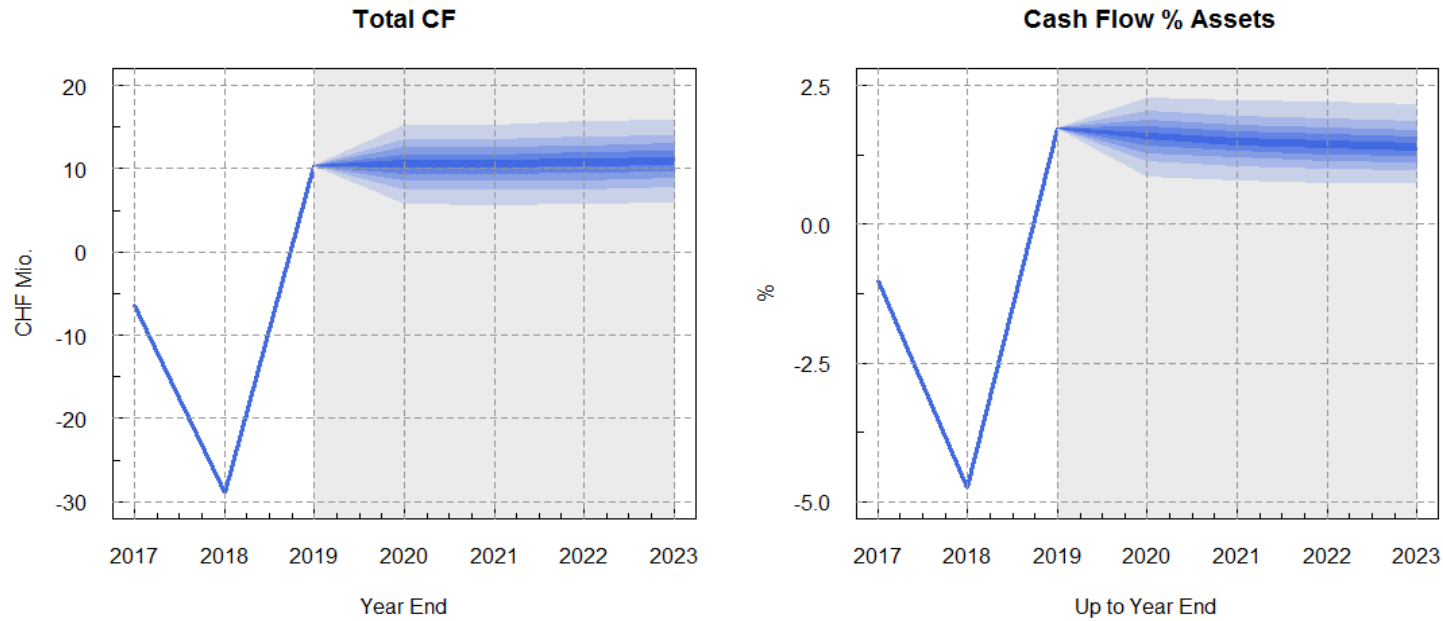 Total CF
CHF Mio.
20
10
0
-10
-20
-30
2017 2018 2019 2020 2021 2022 2023
Year End
Cash Flow % Assets
%
2.5
0.0
-2.5
-5.0
2017 2018 2019 2020 2021 2022 2023
Up to Year End